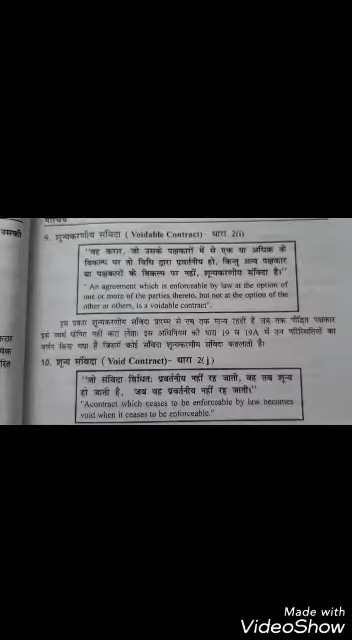 उसकी
9. शून्यकरणीय संविदा ( Voidable Contract)- धारा 2(i)
"वह करार, जो उसके पक्षकारों में से एक या अधिक के
विकल्प पर तो विधि द्वारा प्रवर्तनीय हो, किन्तु अन्य पक्षकार
या पक्षकारों के विकल्प पर नहीं, शून्यकरणीय संविदा है।"
"An agreement which is enforceable by law at the option of
one or more of the parties thereto, but not at the option of the
other or others, is a voidable contract".
इस प्रकार शून्यकरणीय संविदा प्रारम्भ से तब तक मान्य रहती है जब तक पीड़ित पक्षकार
इसे व्यर्थ घोषित नहीं करा लेता। इस अधिनियम की धारा 19 व 19A में उन परिस्थितियों का
वर्णन किया गया है जिसमें कोई संविदा शून्यकरणीय संविदा कहलाती है।
10. शून्य संविदा ( Void Contract)- धारा 2(j)
"जो संविदा विधितः प्रवर्तनीय नहीं रह जाती, वह तब शून्य
हो जाती है, जब वह प्रवर्तनीय नहीं रह जाती।"
"Acontract which ceases to be enforceable by law becomes
void when it ceases to be enforceable."
Made with
VideoShow